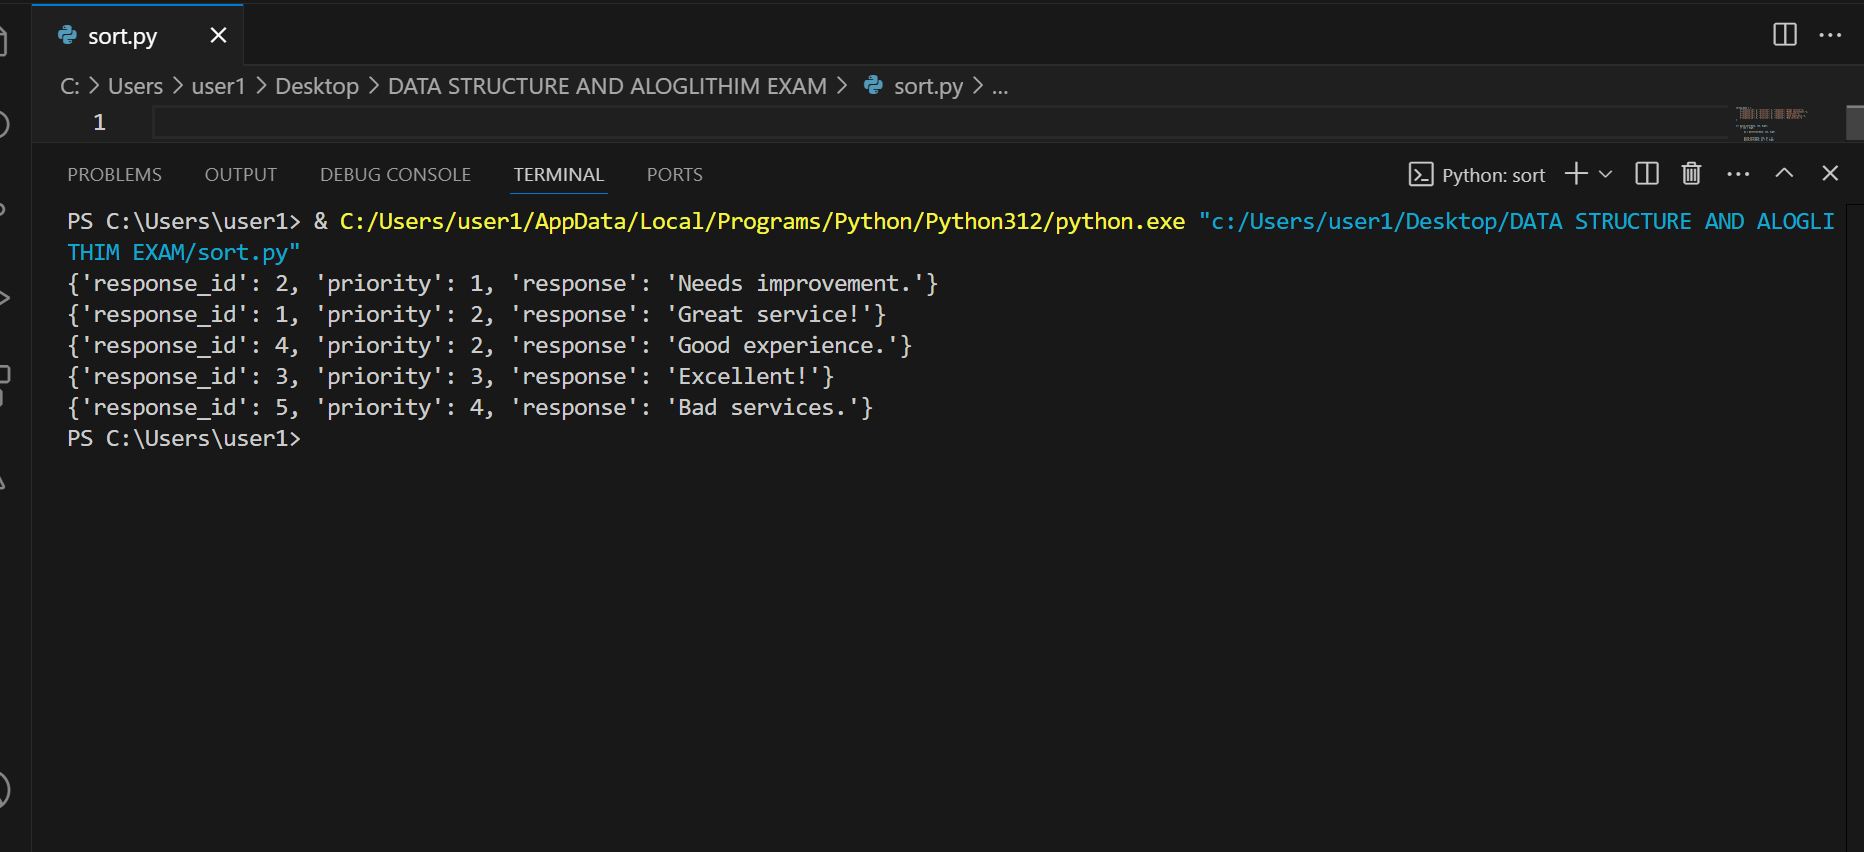 sort.py
C: > Users > user1 > Desktop > DATA STRUCTURE AND ALOGLITHIM EXAM > sort.py > ...
1
PROBLEMS OUTPUT DEBUG CONSOLE TERMINAL PORTS Python: sort
PS C:\Users\user1> & C:/Users/user1/AppData/Local/Programs/Python/Python312/python.exe "c:/Users/user1/Desktop/DATA STRUCTURE AND ALOGLI
THIM EXAM/sort.py"
{'response_id': 2, 'priority': 1, 'response': 'Needs improvement.'}
{'response_id': 1, 'priority': 2, 'response': 'Great service!'}
{'response_id': 4, 'priority': 2, 'response': 'Good experience.'}
{'response_id': 3, 'priority': 3, 'response': 'Excellent!'}
{'response_id': 5, 'priority': 4, 'response': 'Bad services.'}
PS C:\Users\user1>